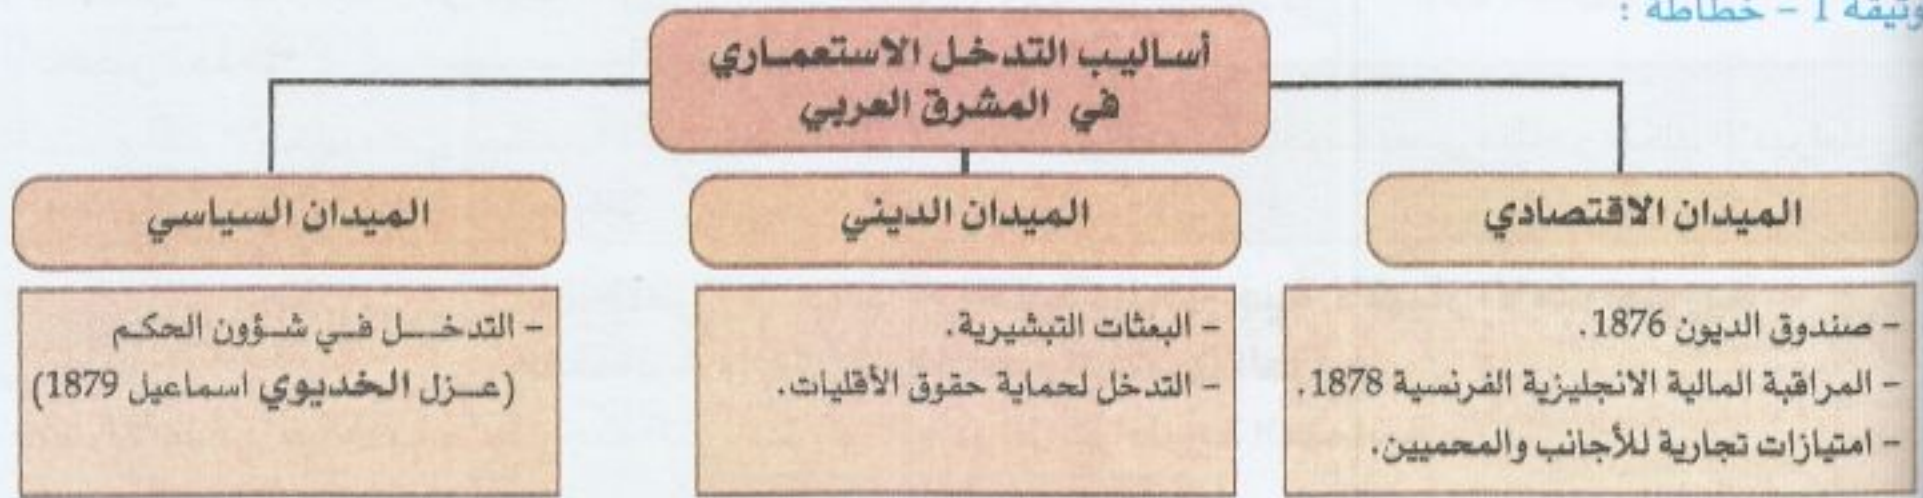 وثيقة 1 – خطاطة :
أساليب التدخل الاستعماري
في المشرق العربي
الميدان الاقتصادي
– صندوق الديون 1876.
– المراقبة المالية الانجليزية الفرنسية 1878.
– امتيازات تجارية للأجانب والمحميين.
الميدان الديني
– البعثات التبشيرية.
– التدخل لحماية حقوق الأقليات.
الميدان السياسي
– التدخل في شؤون الحكم
(عزل الخديوي اسماعيل 1879)